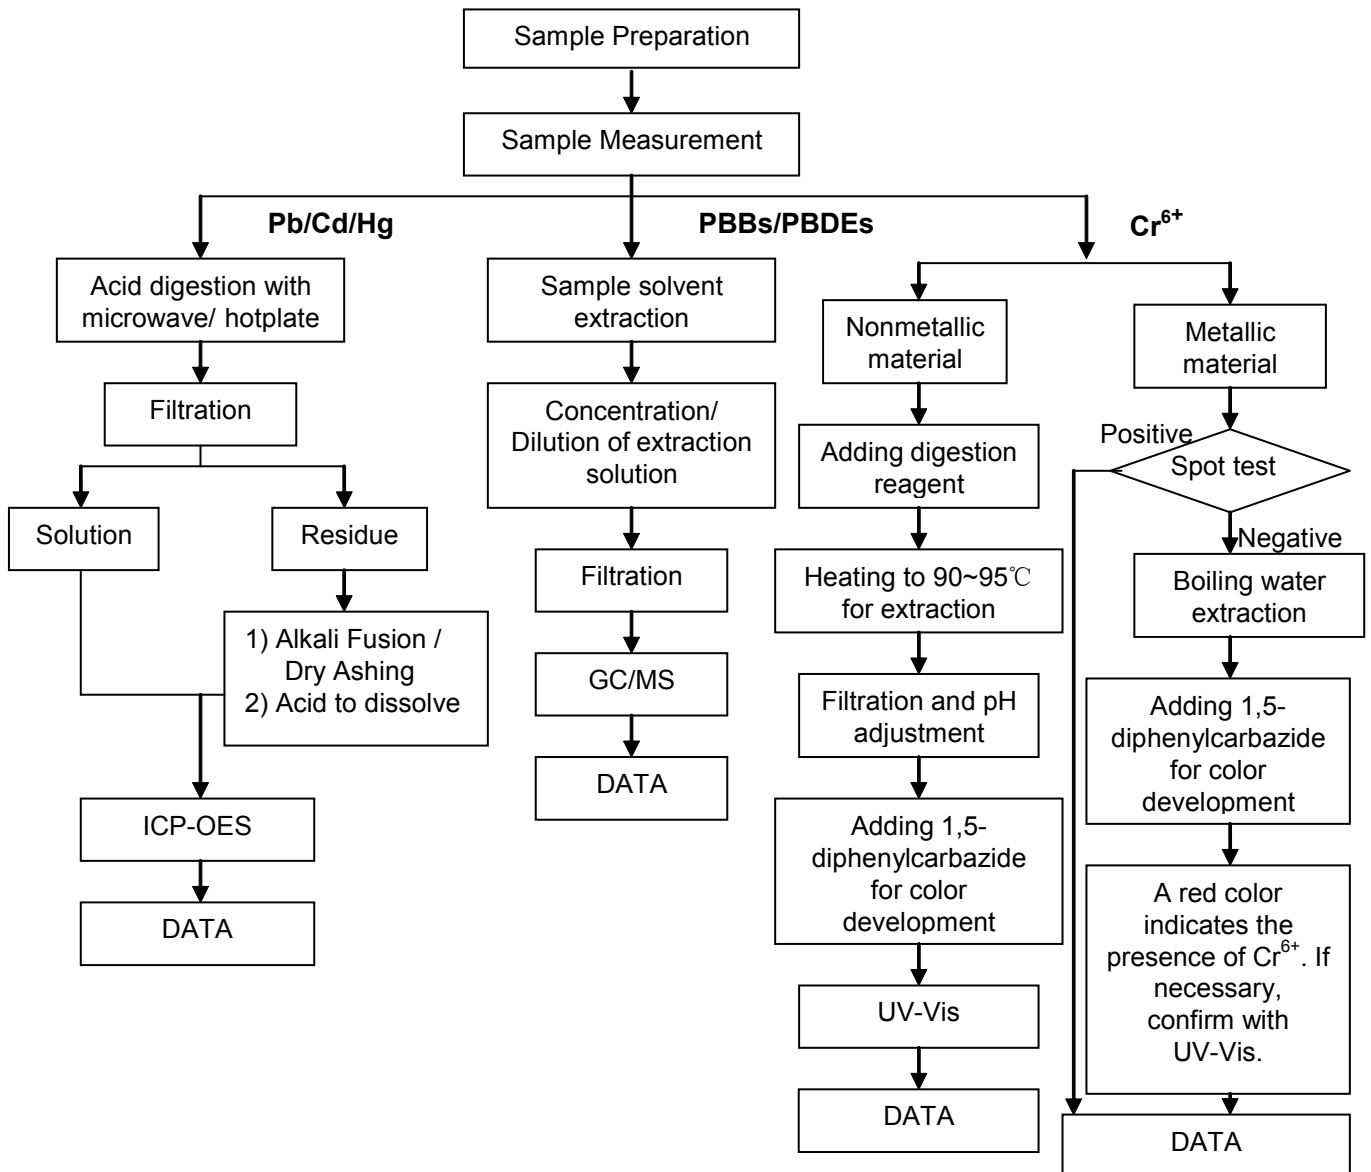 Sample Preparation
Sample Measurement
Pb/Cd/Hg
PBBs/PBDEs
Cr⁶⁺
Acid digestion with
microwave/ hotplate
Filtration
Solution
Residue
1) Alkali Fusion /
Dry Ashing
2) Acid to dissolve
ICP-OES
DATA
Sample solvent
extraction
Concentration/
Dilution of extraction
solution
Filtration
GC/MS
DATA
Nonmetallic
material
Adding digestion
reagent
Heating to 90~95℃
for extraction
Filtration and pH
adjustment
Adding 1,5-
diphenylcarbazide
for color
development
UV-Vis
DATA
Metallic
material
Positive
Spot test
Negative
Boiling water
extraction
Adding 1,5-
diphenylcarbazide
for color
development
A red color
indicates the
presence of Cr⁶⁺. If
necessary,
confirm with
UV-Vis.
DATA